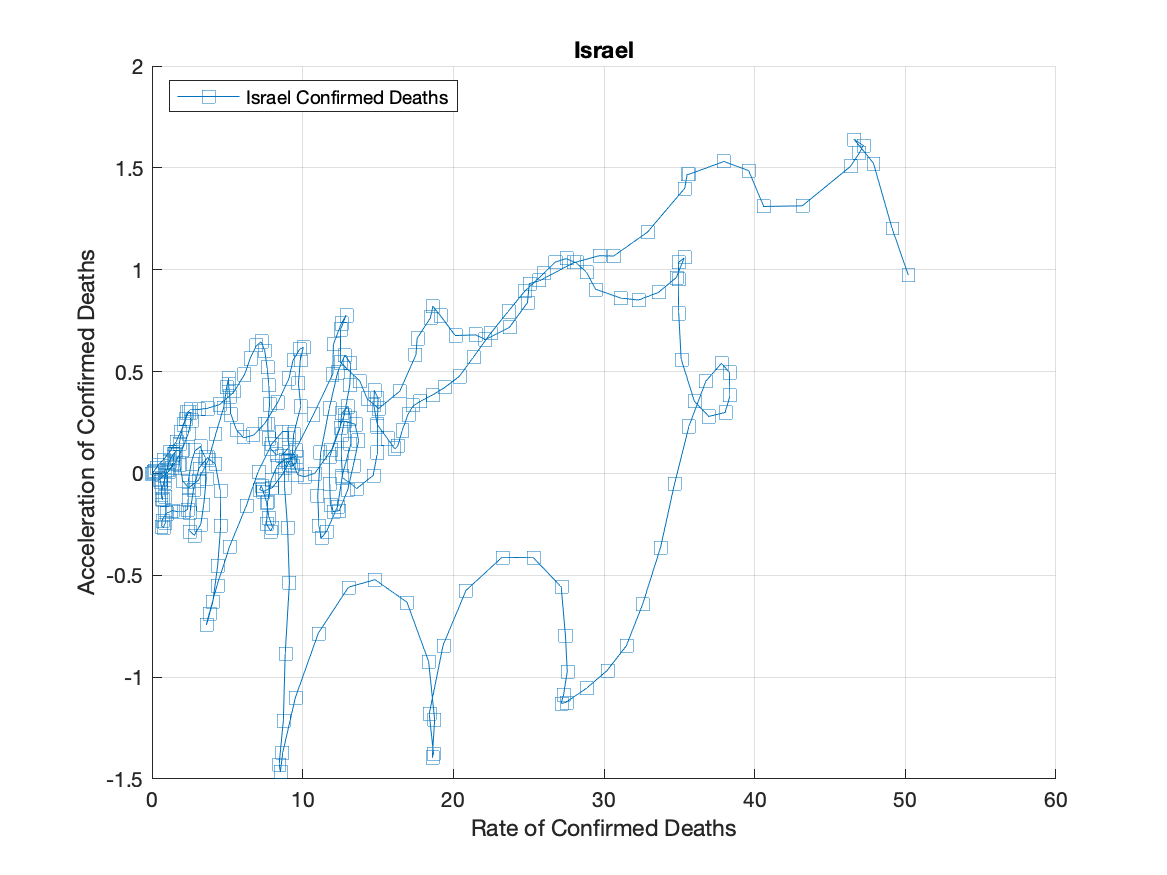 Israel
Israel Confirmed Deaths
2
1.5
1
0.5
0
-0.5
-1
-1.5
Acceleration of Confirmed Deaths
0 10 20 30 40 50 60
Rate of Confirmed Deaths